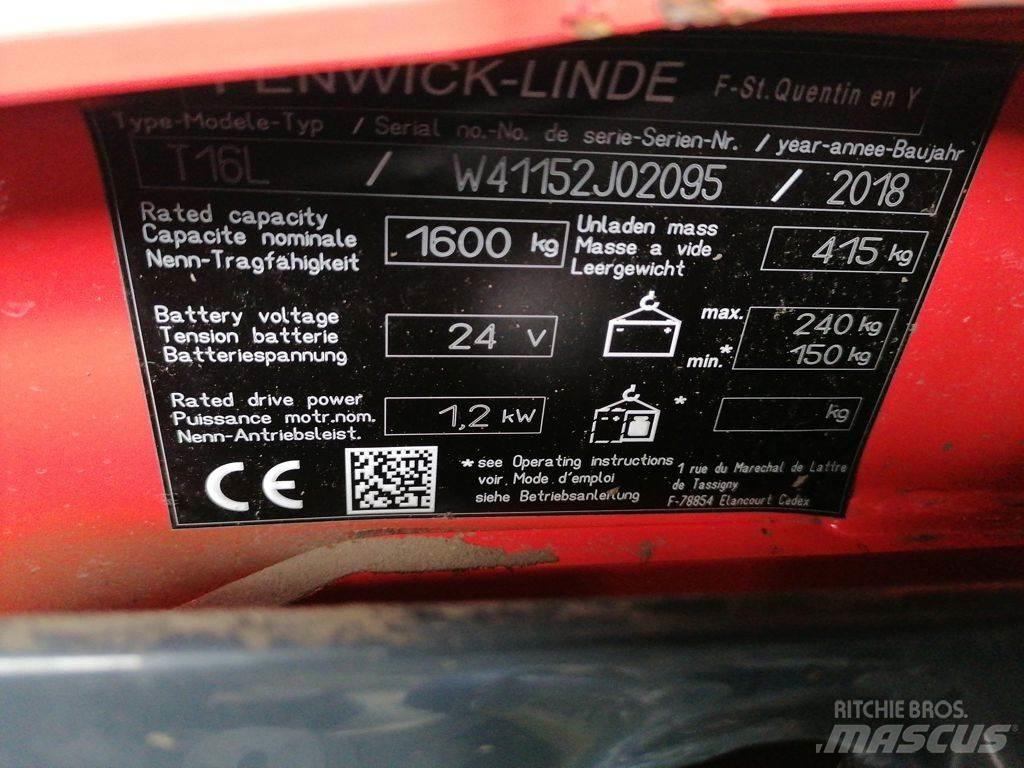 FENWICK-LINDE F-St.Quentin en Y
Type-Modele-Typ / Serial no.-No. de serie-Serien-Nr. / year-annee-Baujahr
T16L / W41152J02095 / 2018
Rated capacity
Capacite nominale
Nenn-Tragfähigkeit
1600 kg
Unladen mass
Masse a vide
Leergewicht
415 kg
Battery voltage
Tension batterie
Batteriespannung
24 V
max. 240 kg
min.* 150 kg
Rated drive power
Puissance motr.nom.
Nenn-Antriebsleist.
1,2 kW
* kg
CE
* see Operating instructions
voir Mode d'emploi
siehe Betriebsanleitung
1 rue du Marechal de Lattre
de Tassigny
F-78854 Elancourt Cedex
RITCHIE BROS.
MASCUS